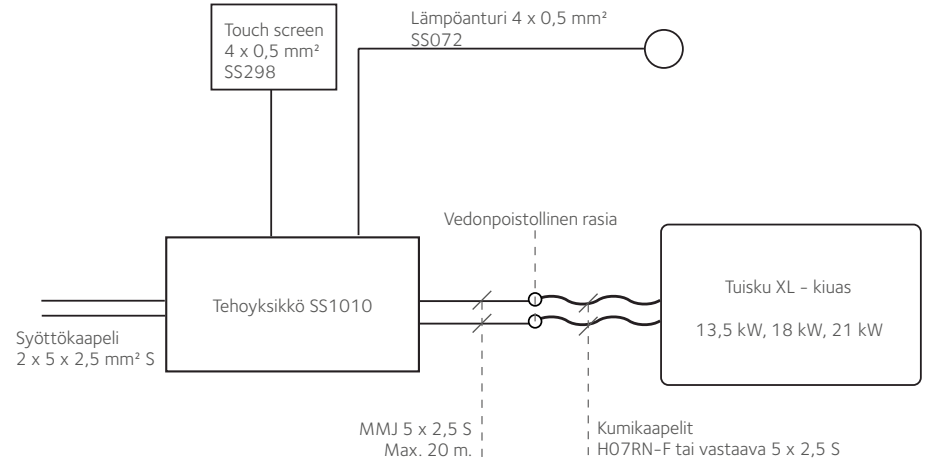 Touch screen
4 x 0,5 mm²
SS298
Lämpöanturi 4 x 0,5 mm²
SS072
Vedonpoistollinen rasia
Tehoyksikkö SS1010
Tuisku XL - kiuas
13,5 kW, 18 kW, 21 kW
Syöttökaapeli
2 x 5 x 2,5 mm² S
MMJ 5 x 2,5 S
Max. 20 m.
Kumikaapelit
H07RN-F tai vastaava 5 x 2,5 S